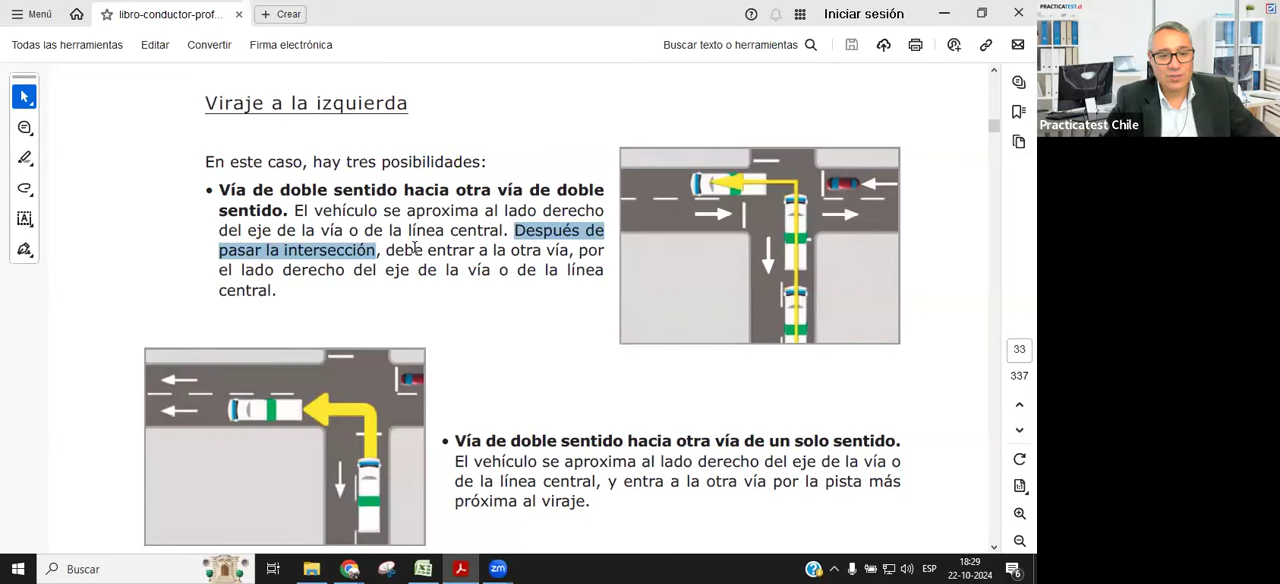 Menú
libro-conductor-prof...
Crear
Iniciar sesión
Todas las herramientas
Editar
Convertir
Firma electrónica
Buscar texto o herramientas
PRACTICATEST.cl
Practicatest Chile
Viraje a la izquierda
En este caso, hay tres posibilidades:
• Vía de doble sentido hacia otra vía de doble
sentido. El vehículo se aproxima al lado derecho
del eje de la vía o de la línea central. Después de
pasar la intersección, debe entrar a la otra vía, por
el lado derecho del eje de la vía o de la línea
central.
• Vía de doble sentido hacia otra vía de un solo sentido.
El vehículo se aproxima al lado derecho del eje de la vía o
de la línea central, y entra a la otra vía por la pista más
próxima al viraje.
33
337
Buscar
zm
ESP
18:29
22-10-2024
6